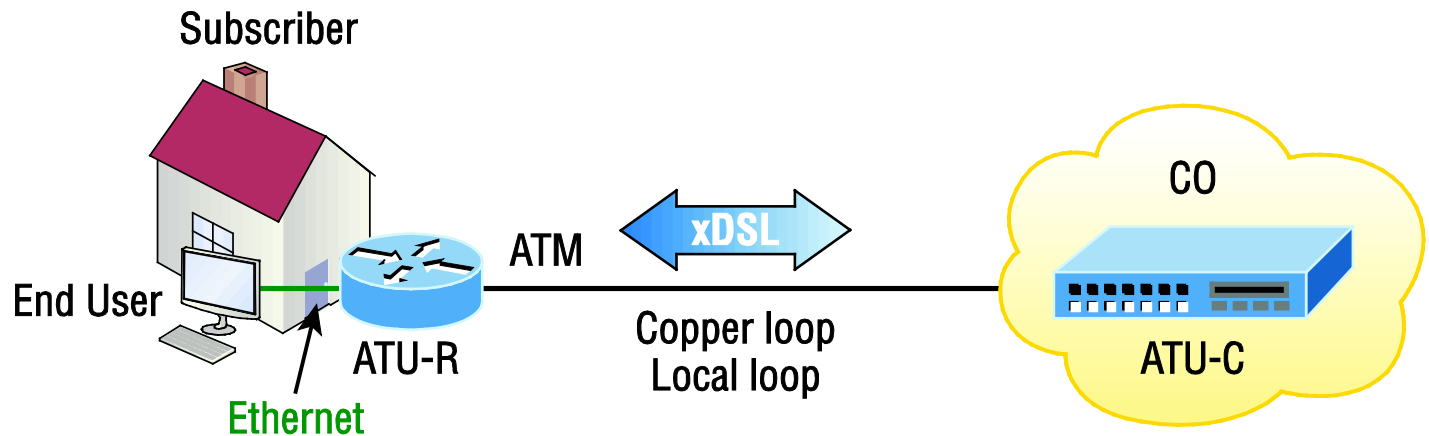 Subscriber
CO
xDSL
ATM
End User
Copper loop
Local loop
ATU-R
ATU-C
Ethernet